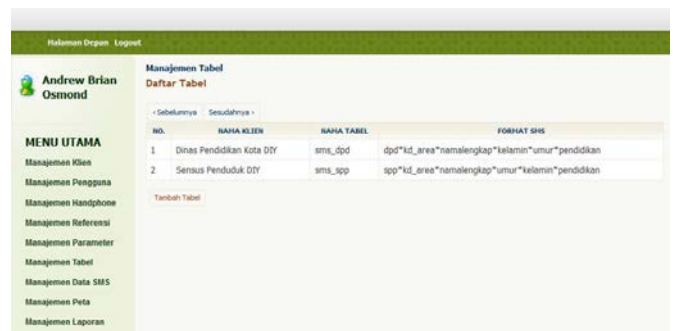 Halaman Depan Logout
Andrew Brian
Osmond
MENU UTAMA
Manajemen Klien
Manajemen Pengguna
Manajemen Handphone
Manajemen Referensi
Manajemen Parameter
Manajemen Tabel
Manajemen Data SMS
Manajemen Peta
Manajemen Laporan
Manajemen Tabel
Daftar Tabel
‹ Sebelumnya Sesudahnya ›
NO. NAMA KLIEN NAMA TABEL FORMAT SMS
1 Dinas Pendidikan Kota DIY sms_dpd dpd*kd_area*namalengkap*kelamin*umur*pendidikan
2 Sensus Penduduk DIY sms_spp spp*kd_area*namalengkap*umur*kelamin*pendidikan
Tambah Tabel